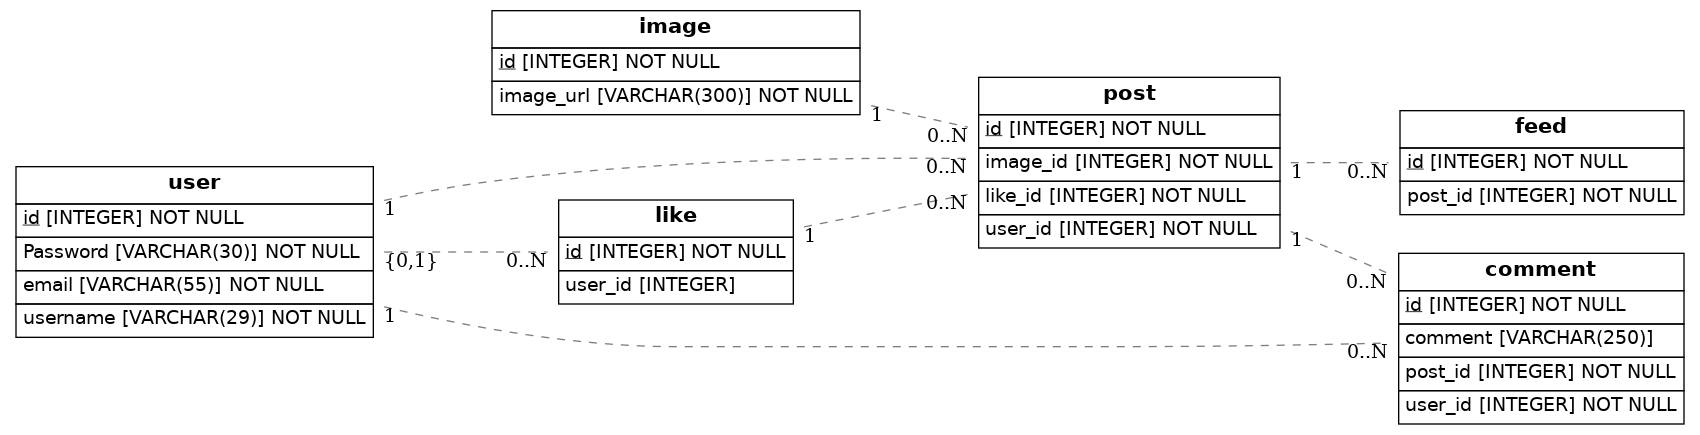 image
id [INTEGER] NOT NULL
image_url [VARCHAR(300)] NOT NULL
user
id [INTEGER] NOT NULL
Password [VARCHAR(30)] NOT NULL
email [VARCHAR(55)] NOT NULL
username [VARCHAR(29)] NOT NULL
like
id [INTEGER] NOT NULL
user_id [INTEGER]
post
id [INTEGER] NOT NULL
image_id [INTEGER] NOT NULL
like_id [INTEGER] NOT NULL
user_id [INTEGER] NOT NULL
feed
id [INTEGER] NOT NULL
post_id [INTEGER] NOT NULL
comment
id [INTEGER] NOT NULL
comment [VARCHAR(250)]
post_id [INTEGER] NOT NULL
user_id [INTEGER] NOT NULL
1
0..N
1
0..N
{0,1}
0..N
1
0..N
1
0..N
1
0..N
1
0..N